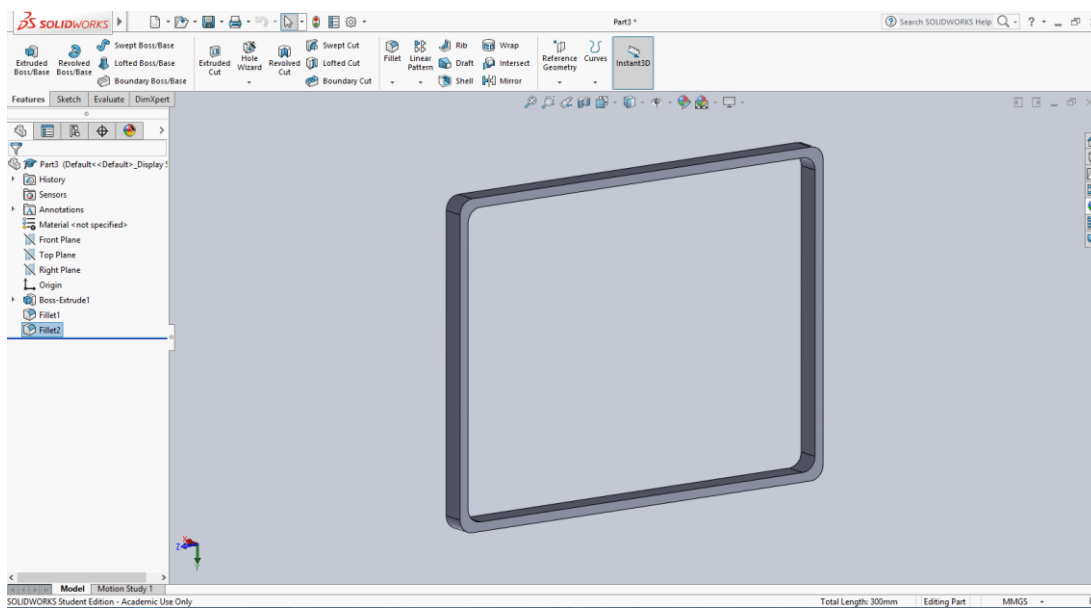 SOLIDWORKS
Part3 *
Search SOLIDWORKS Help
Extruded Boss/Base
Revolved Boss/Base
Swept Boss/Base
Lofted Boss/Base
Boundary Boss/Base
Extruded Cut
Hole Wizard
Revolved Cut
Swept Cut
Lofted Cut
Boundary Cut
Fillet
Linear Pattern
Rib
Draft
Shell
Wrap
Intersect
Mirror
Reference Geometry
Curves
Instant3D
Features Sketch Evaluate DimXpert
Part3 (Default<<Default>_Display S
History
Sensors
Annotations
Material <not specified>
Front Plane
Top Plane
Right Plane
Origin
Boss-Extrude1
Fillet1
Fillet2
Z X Y
Model Motion Study 1
SOLIDWORKS Student Edition - Academic Use Only Total Length: 300mm Editing Part MMGS